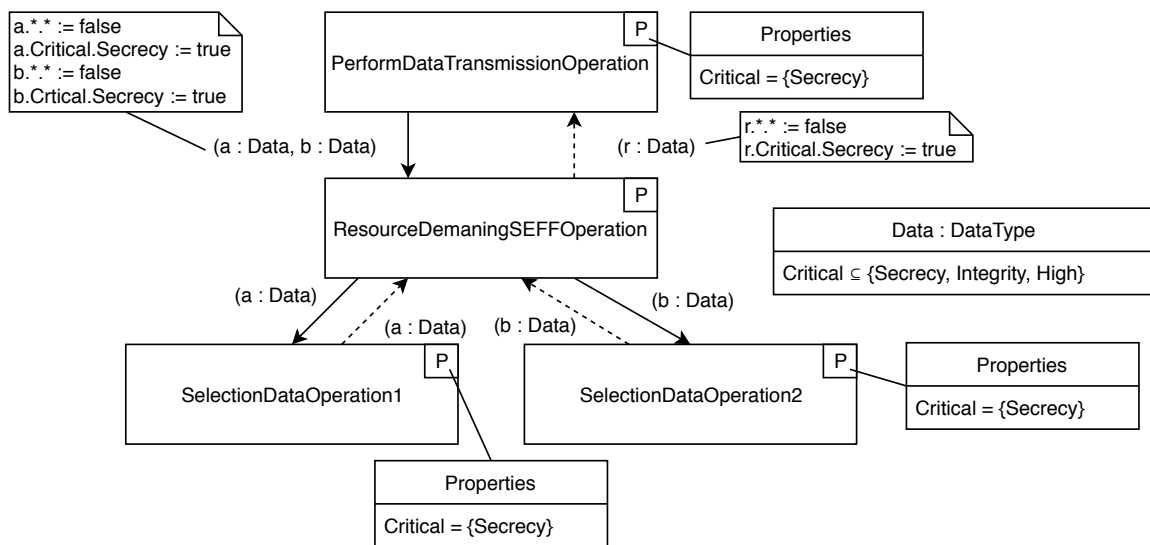 a.*.* := false
a.Critical.Secrecy := true
b.*.* := false
b.Crtical.Secrecy := true
P
PerformDataTransmissionOperation
Properties
Critical = {Secrecy}
(a : Data, b : Data)
(r : Data)
r.*.* := false
r.Critical.Secrecy := true
P
ResourceDemaningSEFFOperation
Data : DataType
Critical ⊆ {Secrecy, Integrity, High}
(a : Data)
(a : Data)
(b : Data)
(b : Data)
P
SelectionDataOperation1
P
SelectionDataOperation2
Properties
Critical = {Secrecy}
Properties
Critical = {Secrecy}